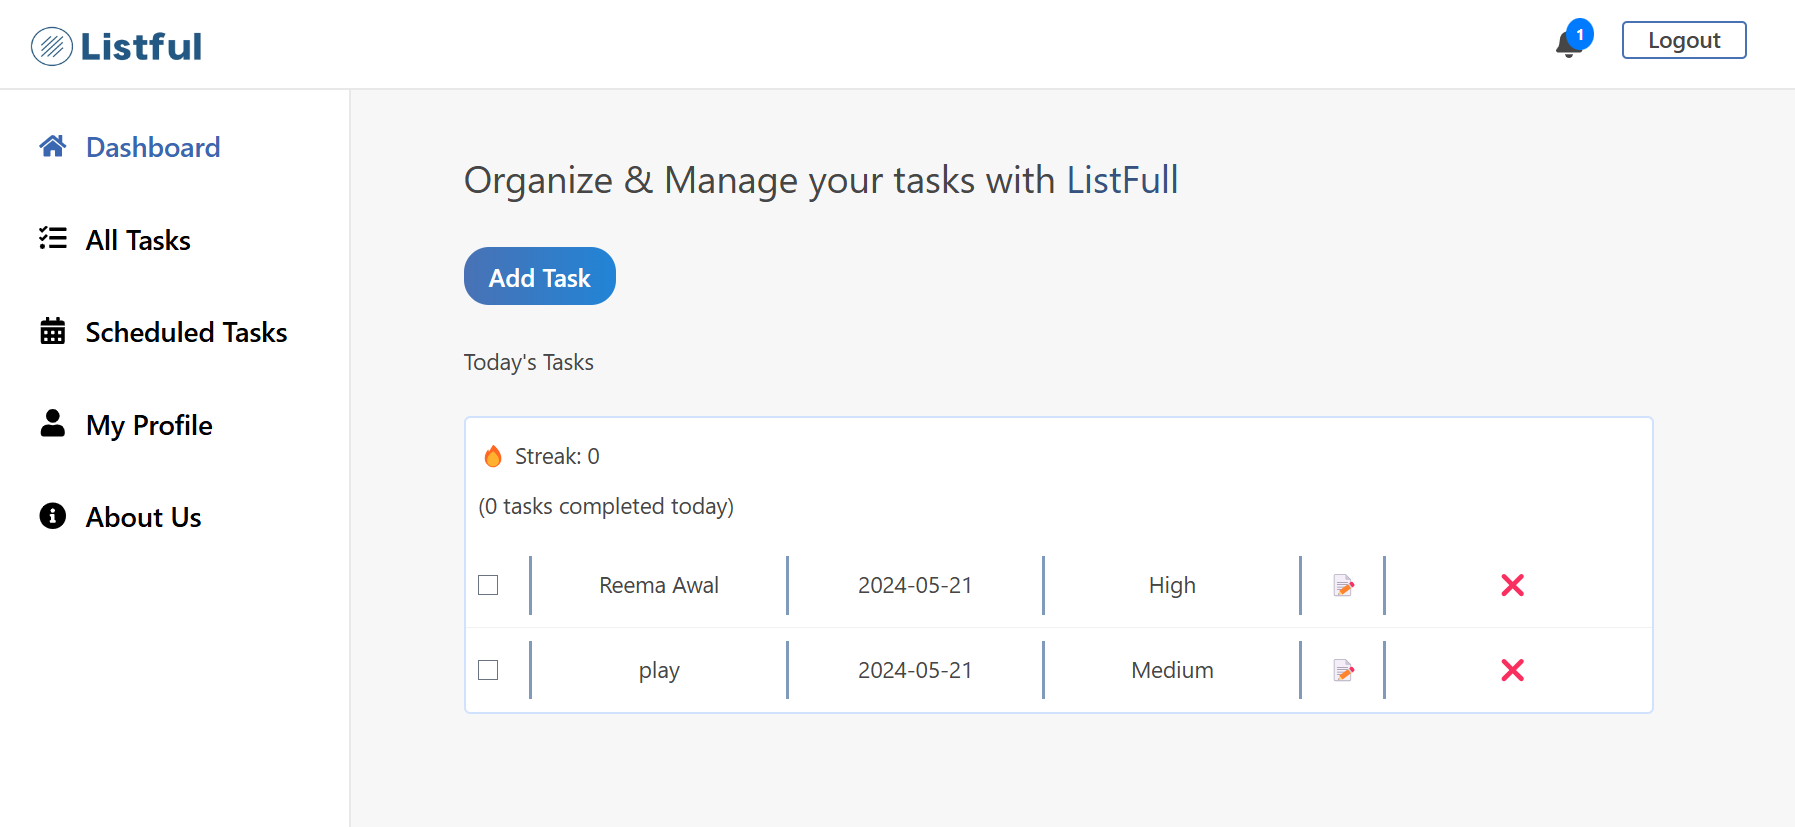 Listful
1
Logout
Dashboard
All Tasks
Scheduled Tasks
My Profile
About Us
Organize & Manage your tasks with ListFull
Add Task
Today's Tasks
Streak: 0
(0 tasks completed today)
Reema Awal 2024-05-21 High
play 2024-05-21 Medium